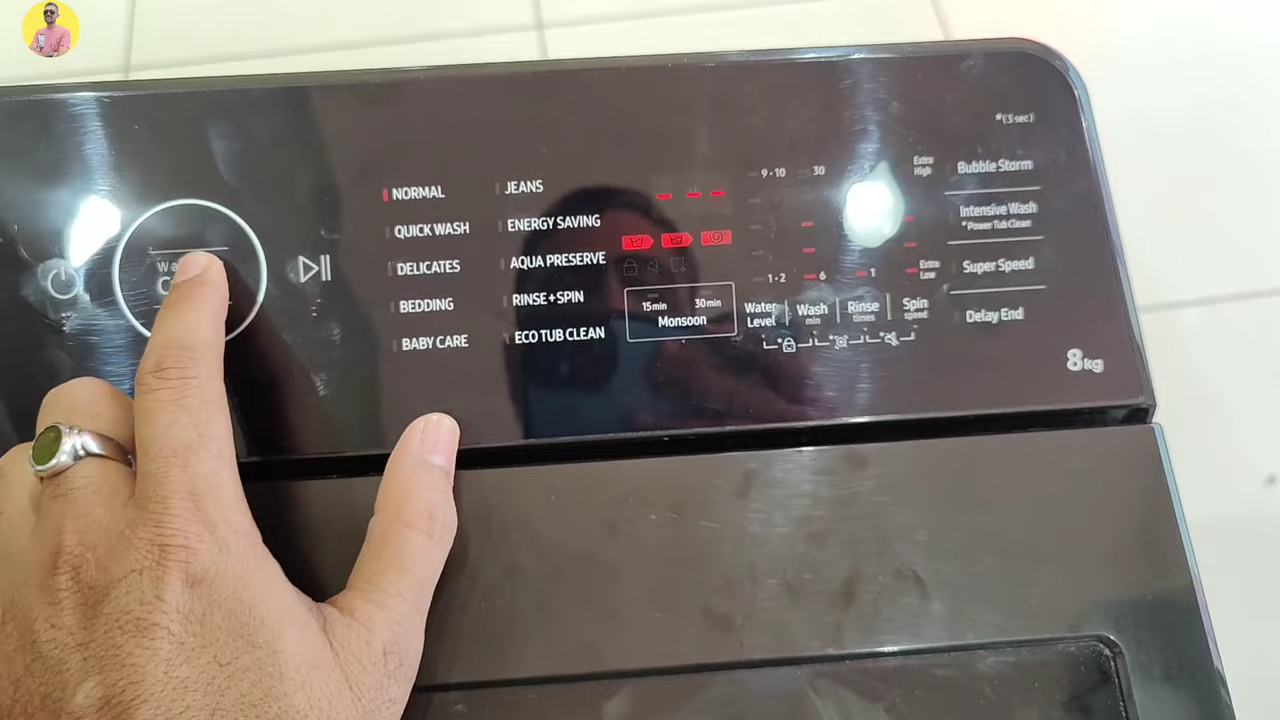 *(3 sec)
NORMAL
QUICK WASH
DELICATES
BEDDING
BABY CARE
JEANS
ENERGY SAVING
AQUA PRESERVE
RINSE+SPIN
ECO TUB CLEAN
15min 30min
Monsoon
9•10 30 Extra High
1•2 6 1 Extra Low
Water Level
Wash min
Rinse times
Spin speed
Bubble Storm
Intensive Wash
*Power Tub Clean
Super Speed
Delay End
8kg